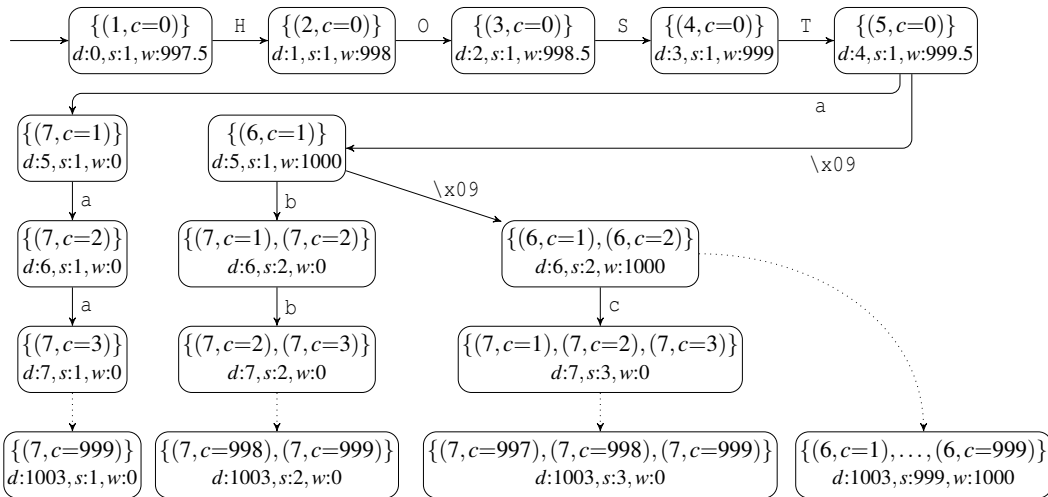 {(1, c=0)} H {(2, c=0)} O {(3, c=0)} S {(4, c=0)} T {(5, c=0)}
d:0, s:1, w:997.5 d:1, s:1, w:998 d:2, s:1, w:998.5 d:3, s:1, w:999 d:4, s:1, w:999.5
a
{(7, c=1)} {(6, c=1)}
d:5, s:1, w:0 d:5, s:1, w:1000
\x09
a b \x09
{(7, c=2)} {(7, c=1), (7, c=2)} {(6, c=1), (6, c=2)}
d:6, s:1, w:0 d:6, s:2, w:0 d:6, s:2, w:1000
a b c
{(7, c=3)} {(7, c=2), (7, c=3)} {(7, c=1), (7, c=2), (7, c=3)}
d:7, s:1, w:0 d:7, s:2, w:0 d:7, s:3, w:0
{(7, c=999)} {(7, c=998), (7, c=999)} {(7, c=997), (7, c=998), (7, c=999)} {(6, c=1), ..., (6, c=999)}
d:1003, s:1, w:0 d:1003, s:2, w:0 d:1003, s:3, w:0 d:1003, s:999, w:1000